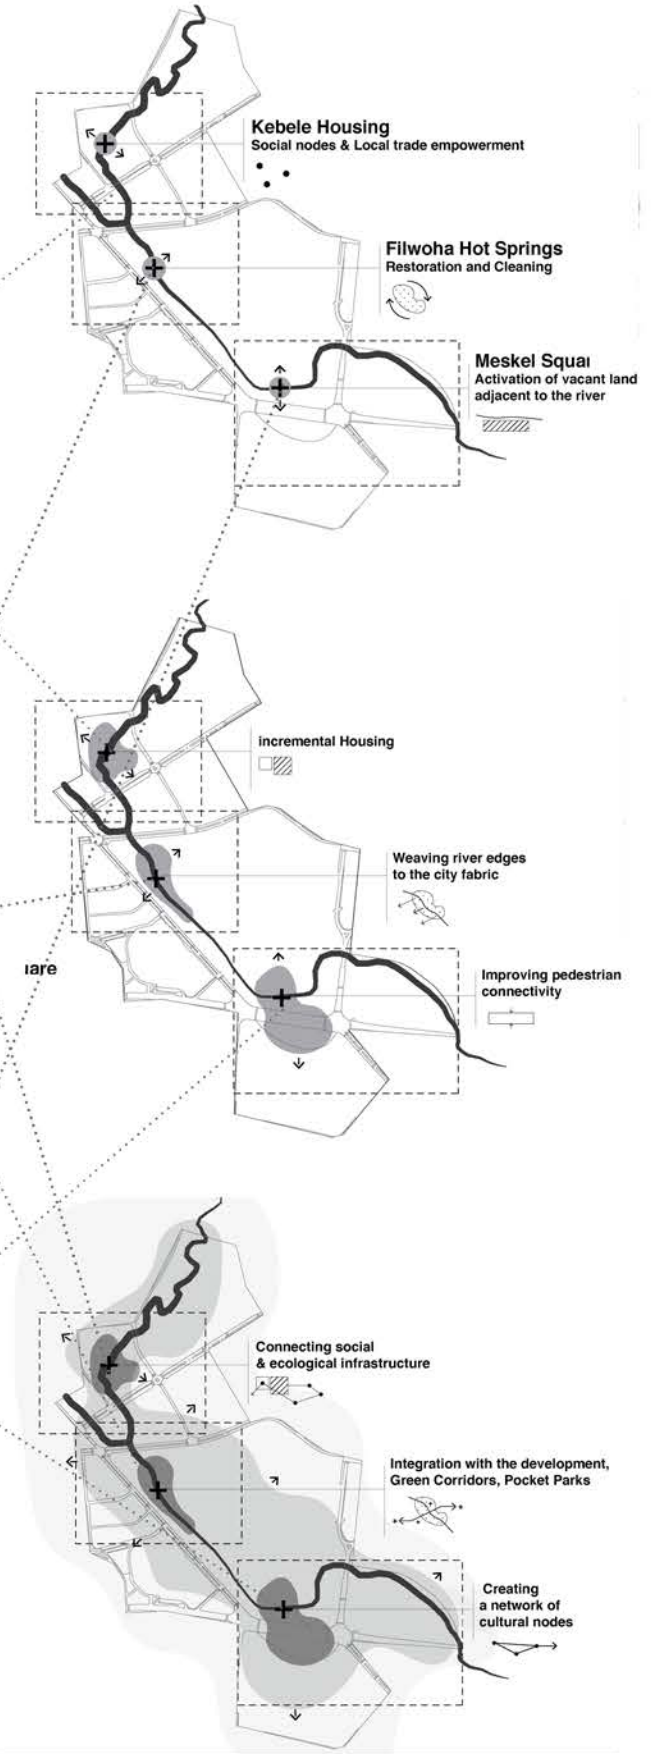 Kebele Housing
Social nodes & Local trade empowerment
Filwoha Hot Springs
Restoration and Cleaning
Meskel Squar
Activation of vacant land
adjacent to the river
incremental Housing
Weaving river edges
to the city fabric
uare
Improving pedestrian
connectivity
Connecting social
& ecological infrastructure
Integration with the development,
Green Corridors, Pocket Parks
Creating
a network of
cultural nodes